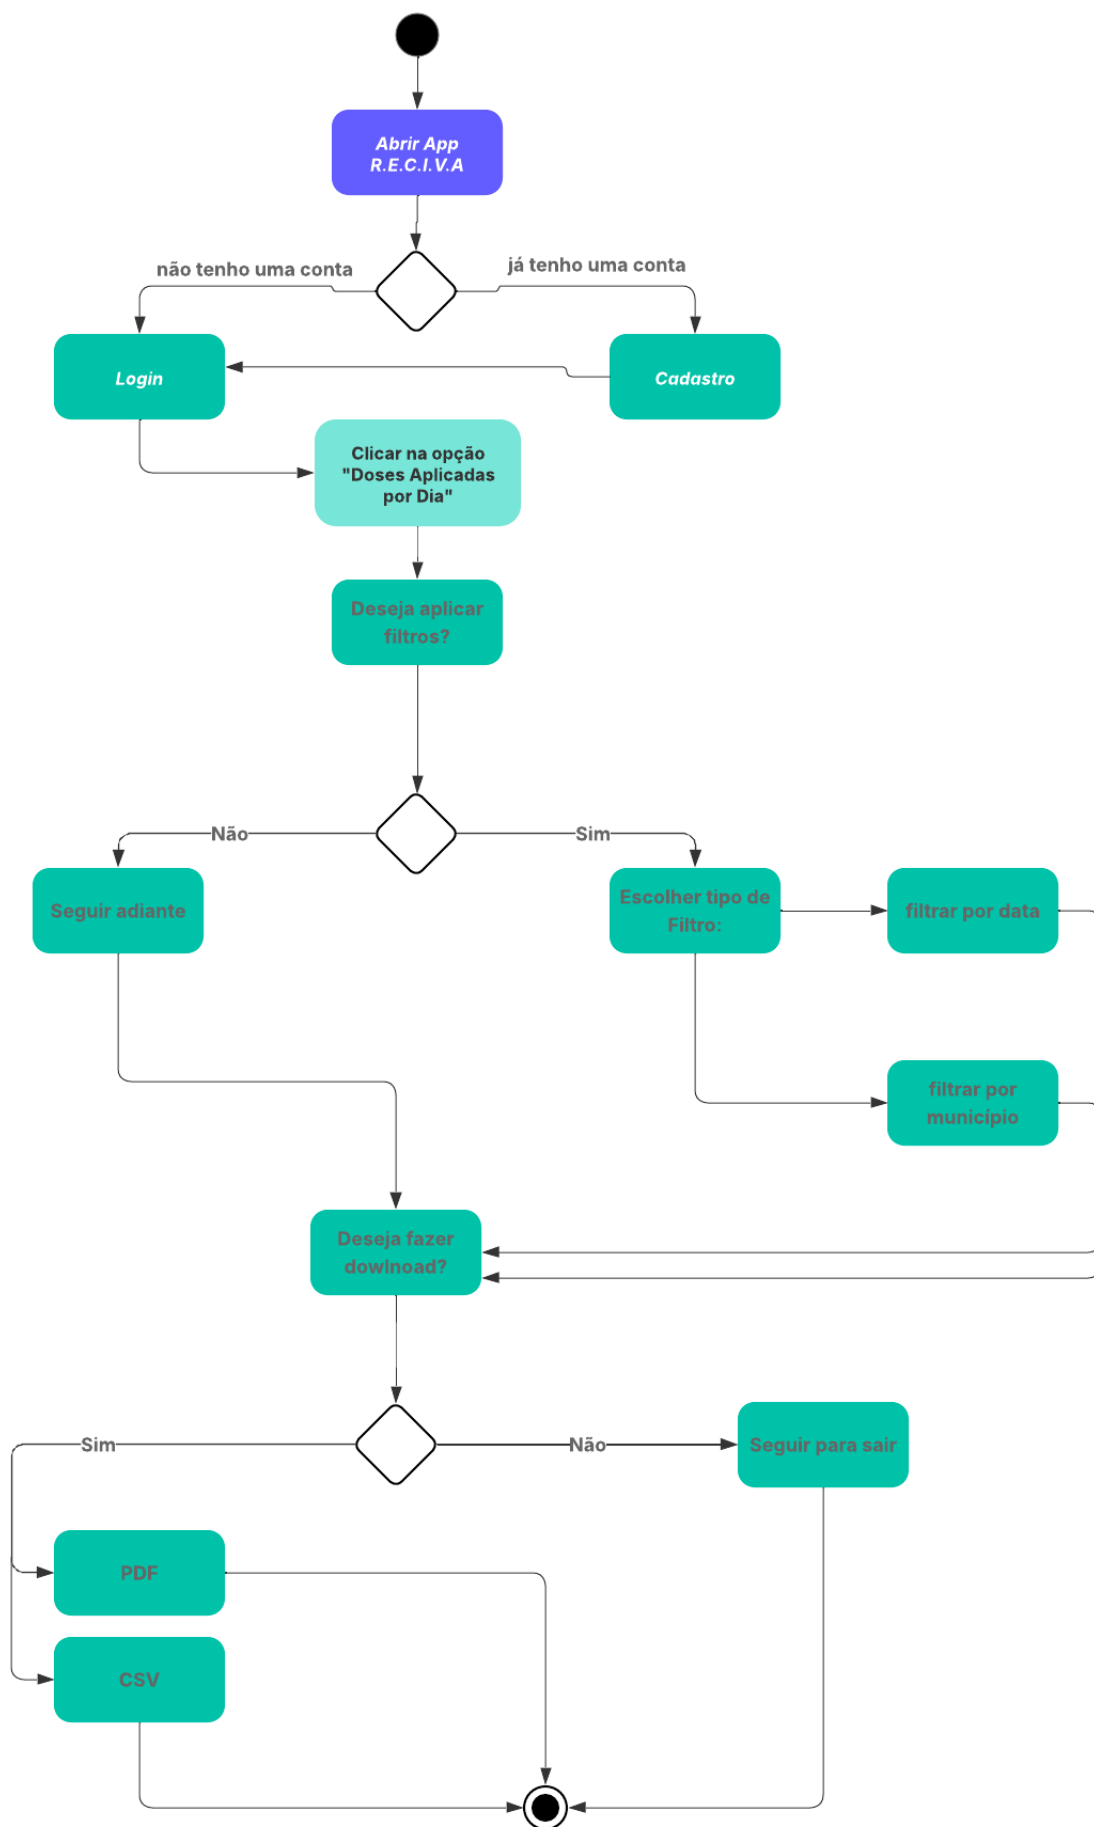 Abrir App
R.E.C.I.V.A
não tenho uma conta
já tenho uma conta
Login
Cadastro
Clicar na opção
"Doses Aplicadas
por Dia"
Deseja aplicar
filtros?
Não
Sim
Seguir adiante
Escolher tipo de
Filtro:
filtrar por data
filtrar por
município
Deseja fazer
dowlnoad?
Sim
Não
Seguir para sair
PDF
CSV